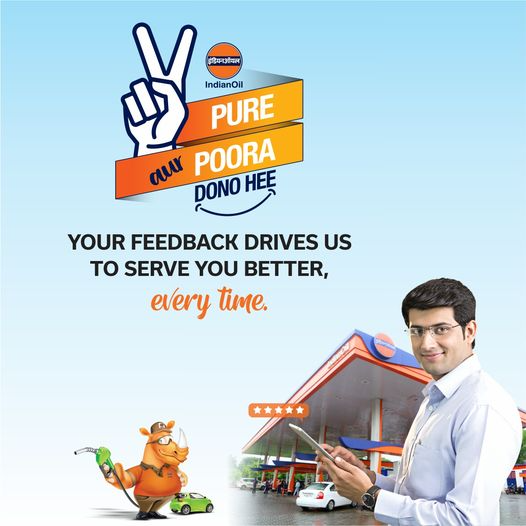 इंडियनऑयल
IndianOil
PURE
aur POORA
DONO HEE
YOUR FEEDBACK DRIVES US
TO SERVE YOU BETTER,
every time.